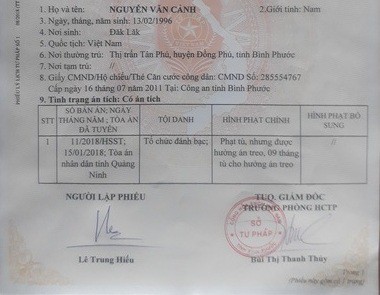 1. Họ và tên NGUYỄN VĂN CẢNH 2.Giới tính: Nam
3. Ngày, tháng, năm sinh: 13/02/1996
4. Nơi sinh: Đăk Lăk
5. Quốc tịch: Việt Nam
6. Nơi thường trú: Thị trấn Tân Phú, huyện Đồng Phú, tỉnh Bình Phước
7. Nơi tạm trú: //
8. Giấy CMND/Hộ chiếu/Thẻ Căn cước công dân: CMND Số: 285554767
Cấp ngày 16 tháng 07 năm 2011 Tại: Công an tỉnh Bình Phước
9. Tình trạng án tích: Có án tích
STT SỐ BẢN ÁN; NGÀY THÁNG NĂM ; TÒA ÁN ĐÃ TUYÊN TỘI DANH HÌNH PHẠT CHÍNH HÌNH PHẠT BỔ SUNG
1 11/2018/HSST; Tổ chức đánh bạc; Phạt tù, nhưng được
15/01/2018; Tòa án hưởng án treo, 09 tháng
nhân dân tỉnh Quảng tù cho hưởng án treo
Ninh
NGƯỜI LẬP PHIẾU TUQ. GIÁM ĐỐC
TRƯỞNG PHÒNG HCTP
SỞ
TƯ PHÁP
Lê Trung Hiếu Bùi Thị Thanh Thúy